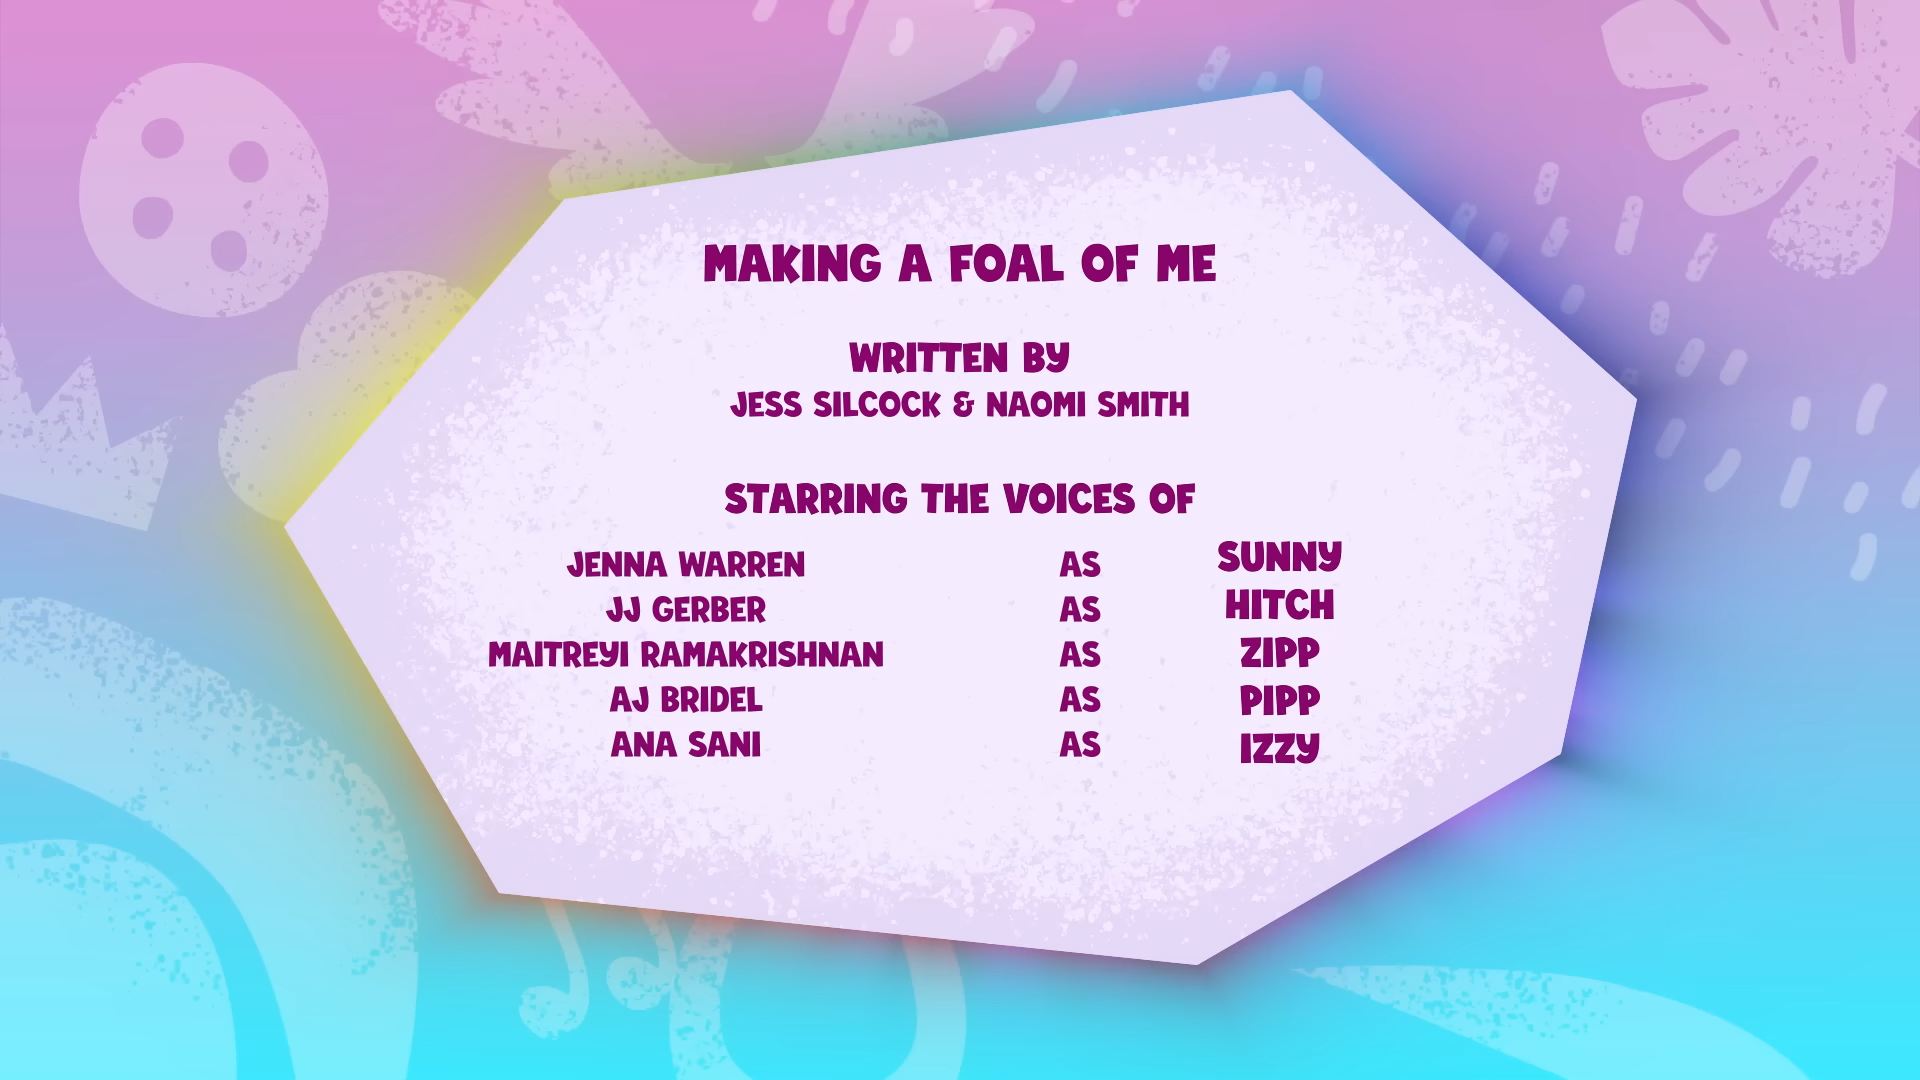 MAKING A FOAL OF ME
WRITTEN BY
JESS SILCOCK & NAOMI SMITH
STARRING THE VOICES OF
JENNA WARREN AS SUNNY
JJ GERBER AS HITCH
MAITREYI RAMAKRISHNAN AS ZIPP
AJ BRIDEL AS PIPP
ANA SANI AS IZZY